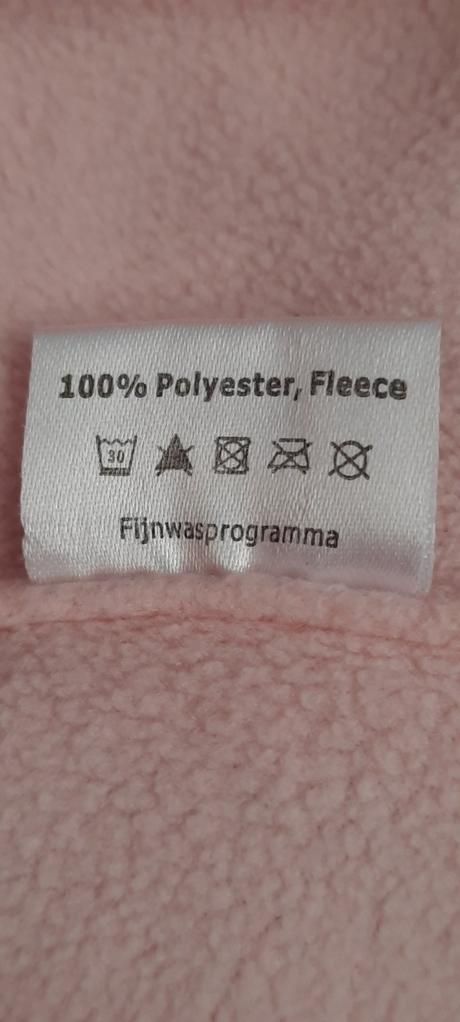 100% Polyester, Fleece
30
Fijnwasprogramma